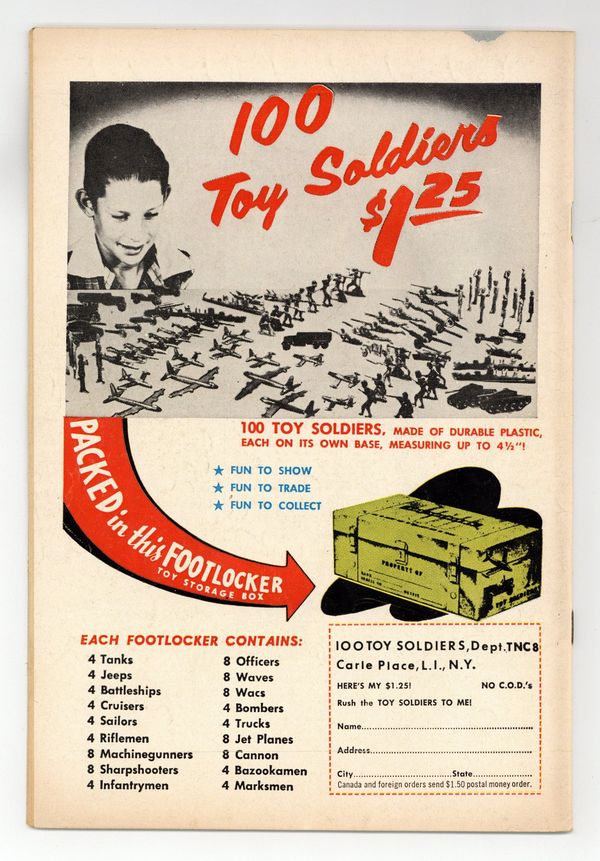 100
Toy Soldiers
$1.25
100 TOY SOLDIERS, MADE OF DURABLE PLASTIC,
EACH ON ITS OWN BASE, MEASURING UP TO 4½"!
★ FUN TO SHOW
★ FUN TO TRADE
★ FUN TO COLLECT
PACKED in this FOOTLOCKER
TOY STORAGE BOX
PROPERTY OF
TOY SOLDIERS
EACH FOOTLOCKER CONTAINS:
4 Tanks
4 Jeeps
4 Battleships
4 Cruisers
4 Sailors
4 Riflemen
8 Machinegunners
8 Sharpshooters
4 Infantrymen
8 Officers
8 Waves
8 Wacs
4 Bombers
4 Trucks
8 Jet Planes
8 Cannon
4 Bazookamen
4 Marksmen
100 TOY SOLDIERS, Dept. TNC8
Carle Place, L.I., N.Y.
HERE'S MY $1.25! NO C.O.D.'s
Rush the TOY SOLDIERS TO ME!
Name
Address
City State
Canada and foreign orders send $1.50 postal money order.